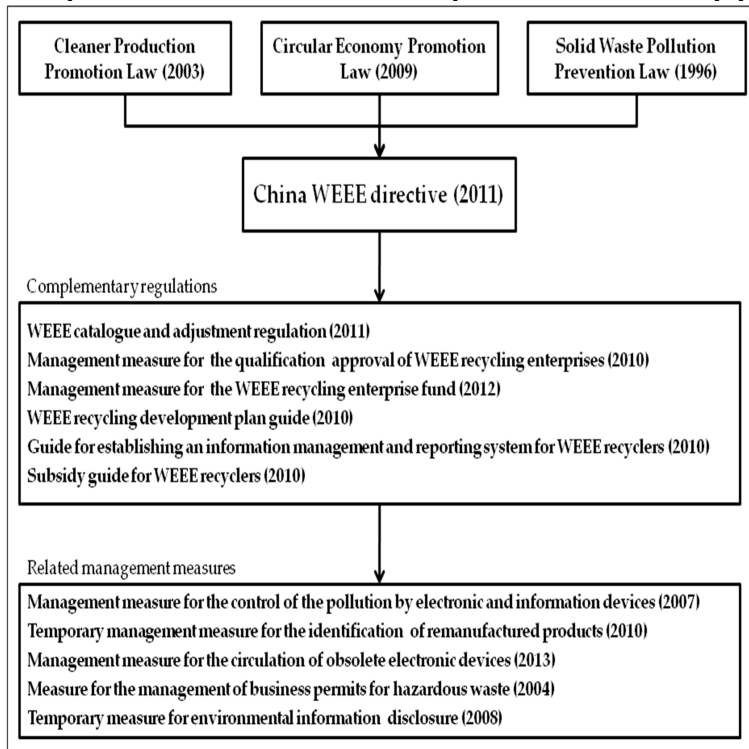 Cleaner Production
Promotion Law (2003)
Circular Economy Promotion
Law (2009)
Solid Waste Pollution
Prevention Law (1996)
China WEEE directive (2011)
Complementary regulations
WEEE catalogue and adjustment regulation (2011)
Management measure for the qualification approval of WEEE recycling enterprises (2010)
Management measure for the WEEE recycling enterprise fund (2012)
WEEE recycling development plan guide (2010)
Guide for establishing an information management and reporting system for WEEE recyclers (2010)
Subsidy guide for WEEE recyclers (2010)
Related management measures
Management measure for the control of the pollution by electronic and information devices (2007)
Temporary management measure for the identification of remanufactured products (2010)
Management measure for the circulation of obsolete electronic devices (2013)
Measure for the management of business permits for hazardous waste (2004)
Temporary measure for environmental information disclosure (2008)